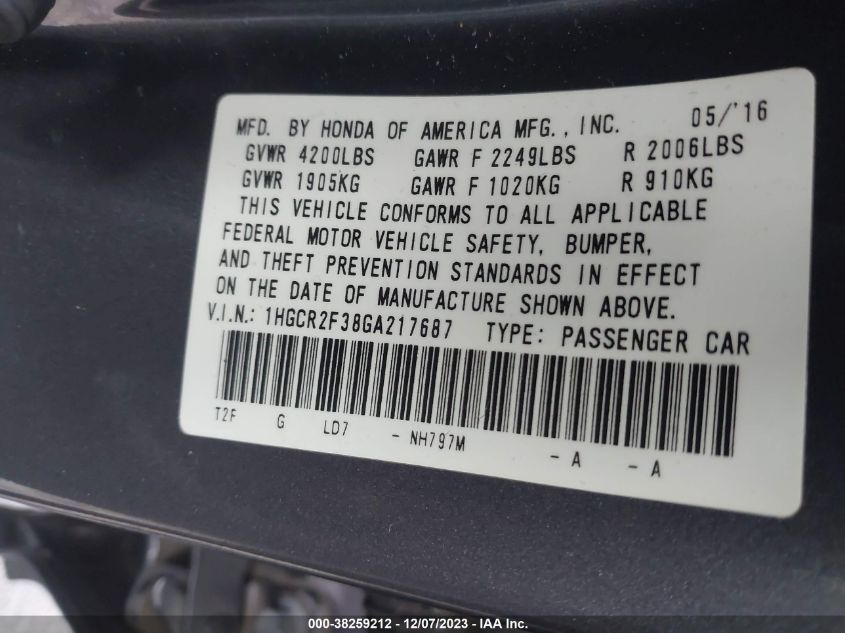 MFD. BY HONDA OF AMERICA MFG., INC. 05/'16
GVWR 4200LBS GAWR F 2249LBS R 2006LBS
GVWR 1905KG GAWR F 1020KG R 910KG
THIS VEHICLE CONFORMS TO ALL APPLICABLE
FEDERAL MOTOR VEHICLE SAFETY, BUMPER,
AND THEFT PREVENTION STANDARDS IN EFFECT
ON THE DATE OF MANUFACTURE SHOWN ABOVE.
V.I.N.: 1HGCR2F38GA217687 TYPE: PASSENGER CAR
T2F G LD7 - NH797M - A - A
000-38259212 - 12/07/2023 - IAA Inc.